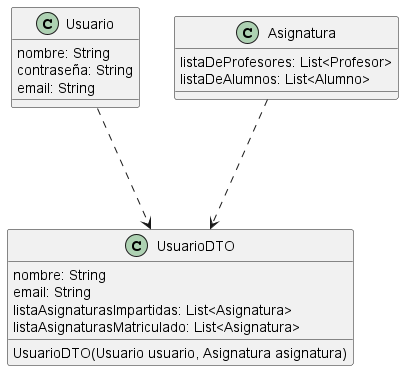 C Usuario
nombre: String
contraseña: String
email: String
C Asignatura
listaDeProfesores: List<Profesor>
listaDeAlumnos: List<Alumno>
C UsuarioDTO
nombre: String
email: String
listaAsignaturasImpartidas: List<Asignatura>
listaAsignaturasMatriculado: List<Asignatura>
UsuarioDTO(Usuario usuario, Asignatura asignatura)